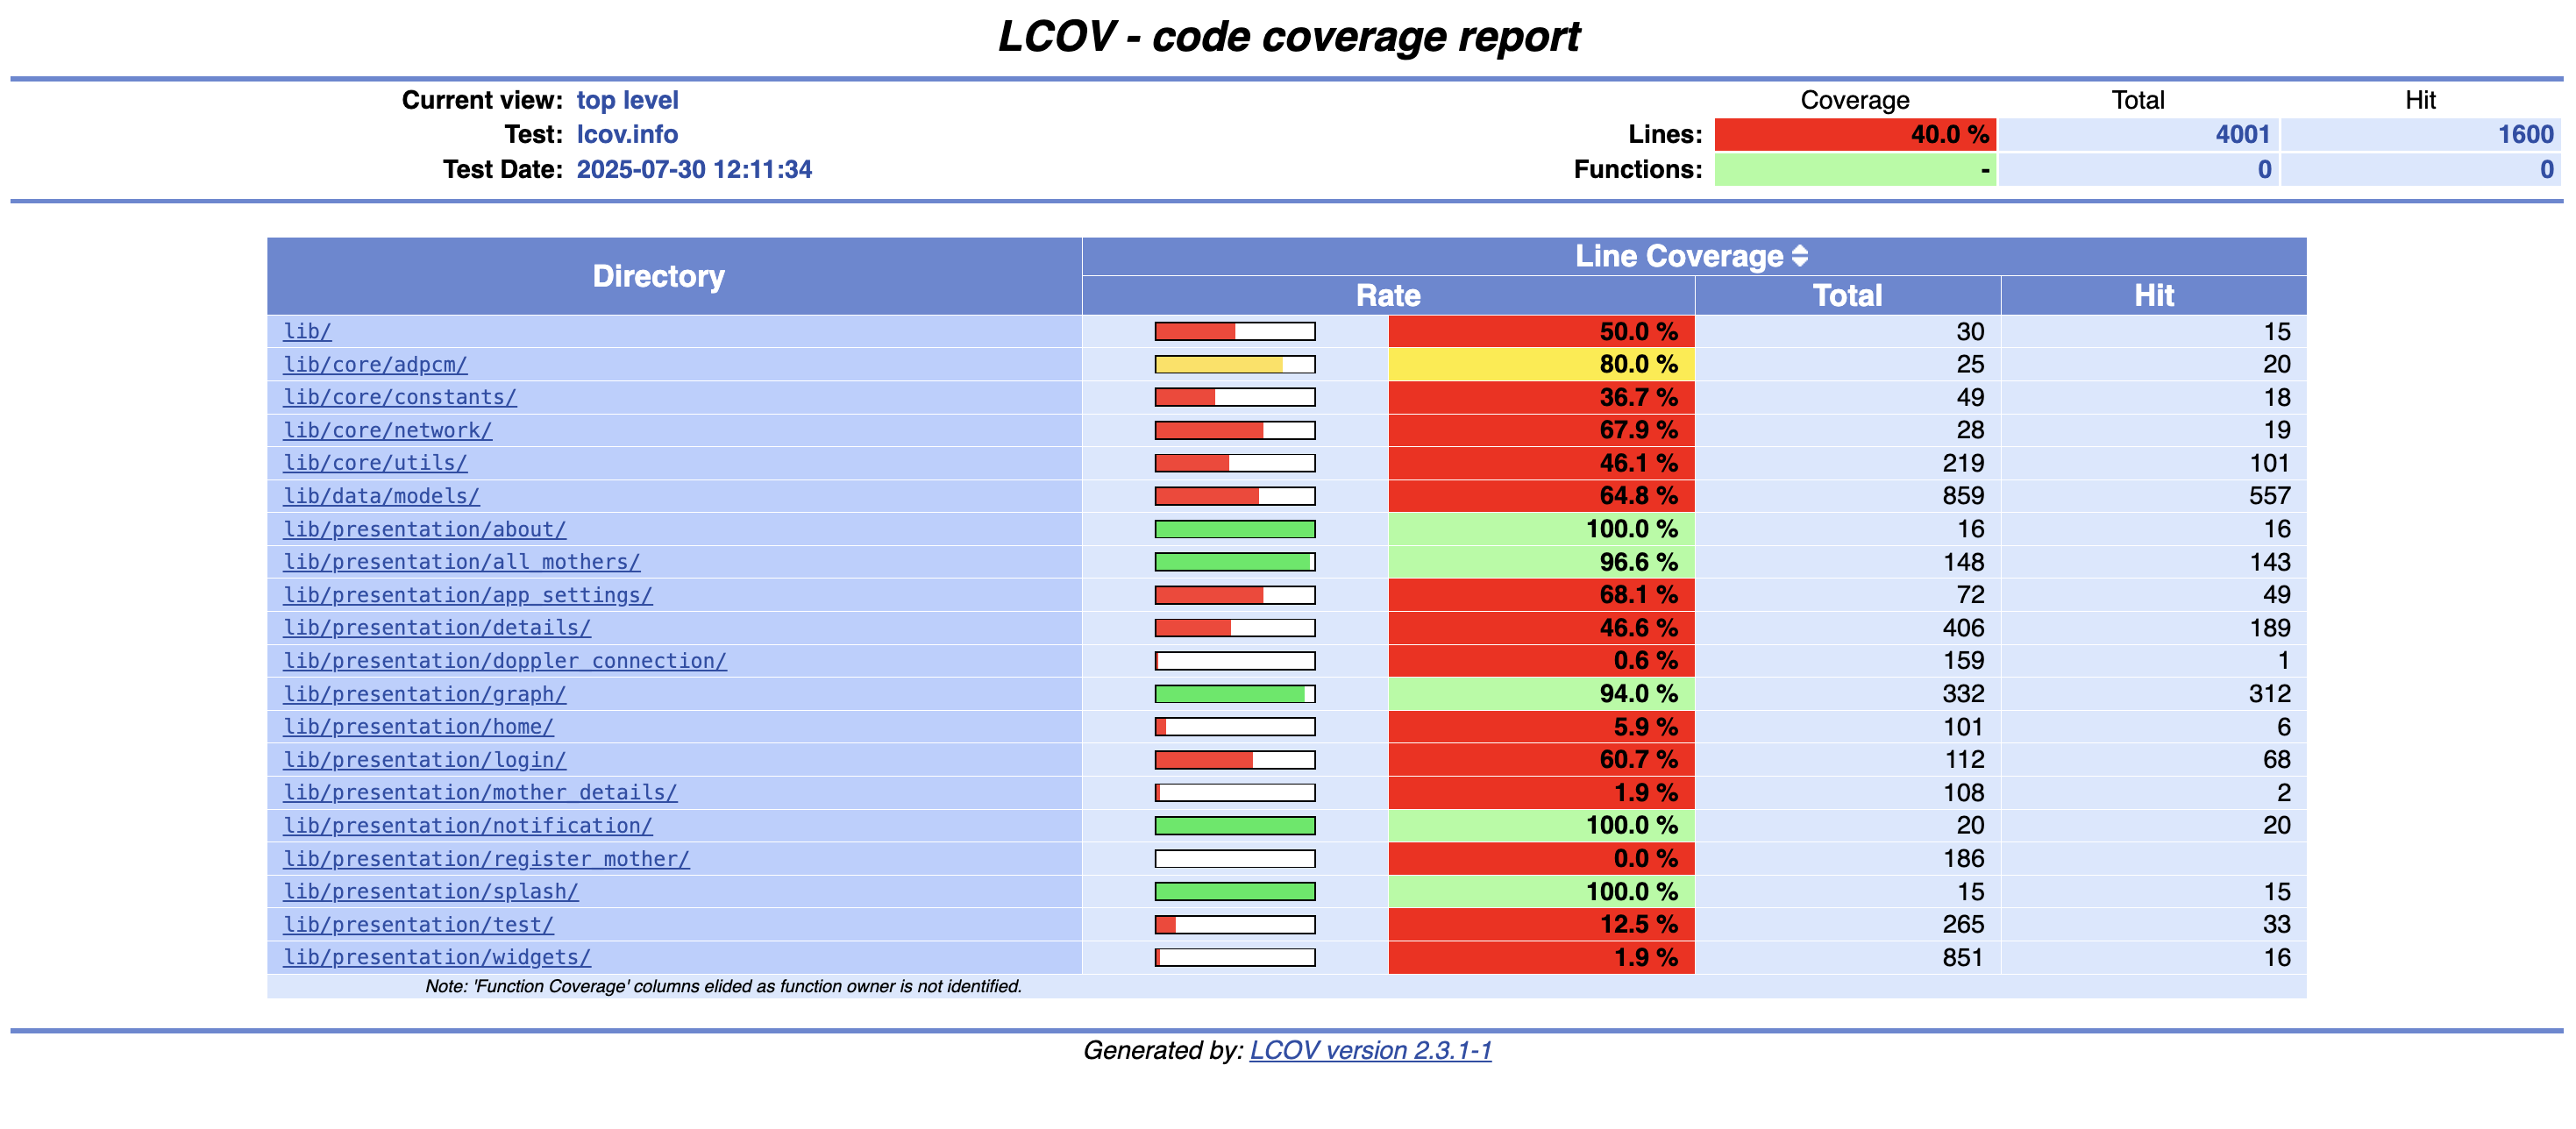 LCOV - code coverage report
Current view: top level Coverage Total Hit
Test: lcov.info Lines: 40.0 % 4001 1600
Test Date: 2025-07-30 12:11:34 Functions: - 0 0
Directory Line Coverage
Rate Total Hit
lib/ 50.0 % 30 15
lib/core/adpcm/ 80.0 % 25 20
lib/core/constants/ 36.7 % 49 18
lib/core/network/ 67.9 % 28 19
lib/core/utils/ 46.1 % 219 101
lib/data/models/ 64.8 % 859 557
lib/presentation/about/ 100.0 % 16 16
lib/presentation/all_mothers/ 96.6 % 148 143
lib/presentation/app_settings/ 68.1 % 72 49
lib/presentation/details/ 46.6 % 406 189
lib/presentation/doppler_connection/ 0.6 % 159 1
lib/presentation/graph/ 94.0 % 332 312
lib/presentation/home/ 5.9 % 101 6
lib/presentation/login/ 60.7 % 112 68
lib/presentation/mother_details/ 1.9 % 108 2
lib/presentation/notification/ 100.0 % 20 20
lib/presentation/register_mother/ 0.0 % 186
lib/presentation/splash/ 100.0 % 15 15
lib/presentation/test/ 12.5 % 265 33
lib/presentation/widgets/ 1.9 % 851 16
Note: 'Function Coverage' columns elided as function owner is not identified.
Generated by: LCOV version 2.3.1-1